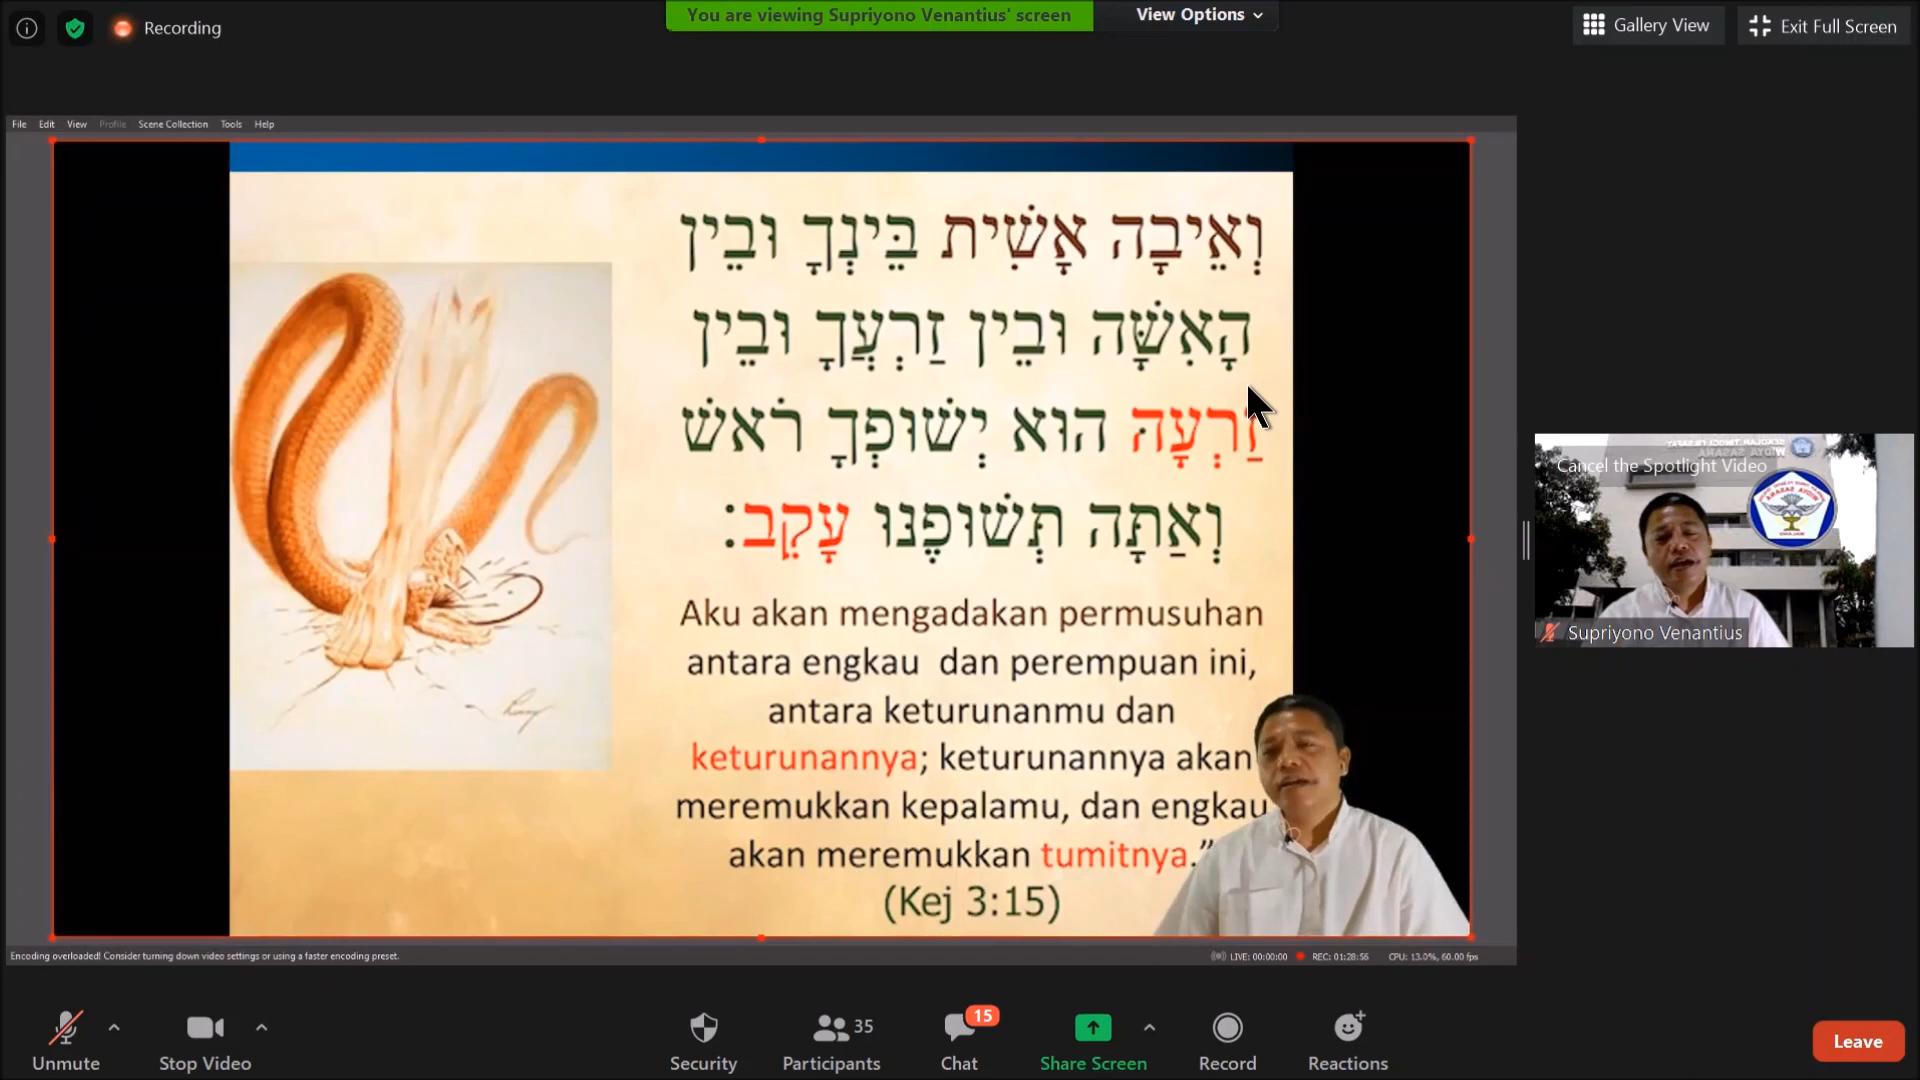 Recording
You are viewing Supriyono Venantius' screen
View Options
Gallery View
Exit Full Screen
File Edit View Profile Scene Collection Tools Help
וְאֵיבָה אָשִׁית בֵּינְךָ וּבֵין
הָאִשָּׁה וּבֵין זַרְעֲךָ וּבֵין
זַרְעָהּ הוּא יְשׁוּפְךָ רֹאשׁ
וְאַתָּה תְּשׁוּפֶנּוּ עָקֵב׃
Aku akan mengadakan permusuhan
antara engkau dan perempuan ini,
antara keturunanmu dan
keturunannya; keturunannya akan
meremukkan kepalamu, dan engkau
akan meremukkan tumitnya.”
(Kej 3:15)
Cancel the Spotlight Video
Supriyono Venantius
Encoding overloaded! Consider turning down video settings or using a faster encoding preset.
LIVE: 00:00:00 REC: 01:28:56 CPU: 13.0%, 60.00 fps
Unmute
Stop Video
Security
Participants 35
Chat 15
Share Screen
Record
Reactions
Leave